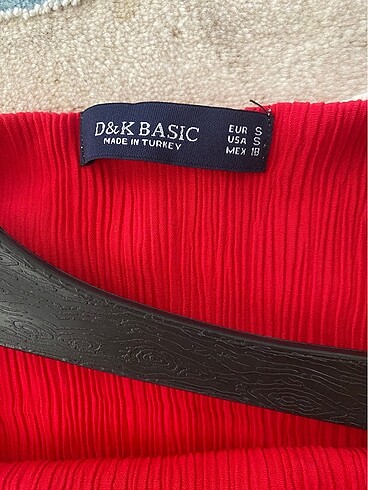 D&K BASIC
MADE IN TURKEY
EUR S
USA S
MEX 18